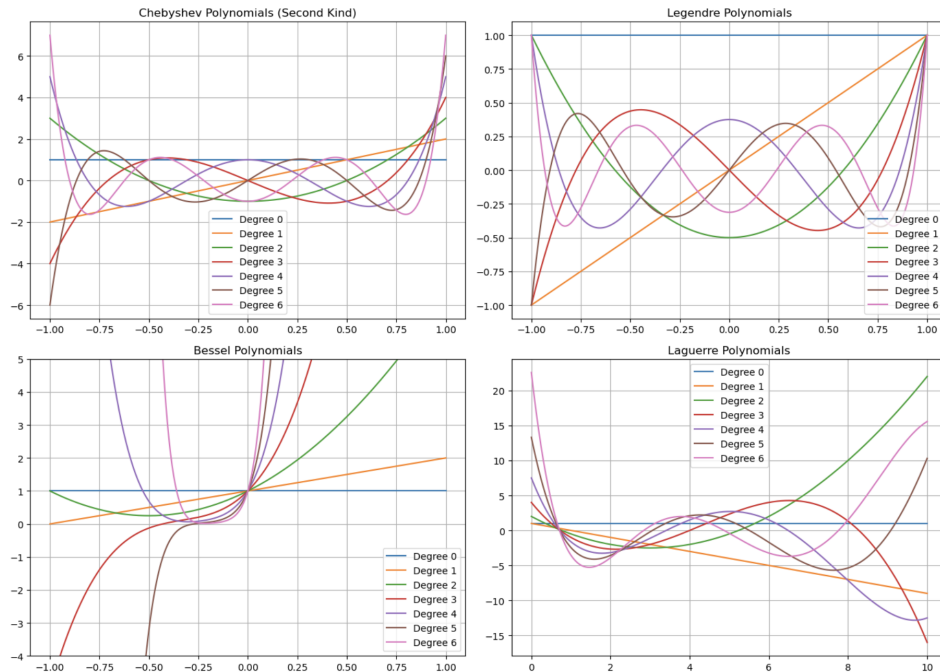 Chebyshev Polynomials (Second Kind)
6
4
2
0
−2
−4
−6
Degree 0
Degree 1
Degree 2
Degree 3
Degree 4
Degree 5
Degree 6
−1.00 −0.75 −0.50 −0.25 0.00 0.25 0.50 0.75 1.00
Legendre Polynomials
1.00
0.75
0.50
0.25
0.00
−0.25
−0.50
−0.75
−1.00
Degree 0
Degree 1
Degree 2
Degree 3
Degree 4
Degree 5
Degree 6
−1.00 −0.75 −0.50 −0.25 0.00 0.25 0.50 0.75 1.00
Bessel Polynomials
5
4
3
2
1
0
−1
−2
−3
−4
Degree 0
Degree 1
Degree 2
Degree 3
Degree 4
Degree 5
Degree 6
−1.00 −0.75 −0.50 −0.25 0.00 0.25 0.50 0.75 1.00
Laguerre Polynomials
20
15
10
5
0
−5
−10
−15
Degree 0
Degree 1
Degree 2
Degree 3
Degree 4
Degree 5
Degree 6
0 2 4 6 8 10